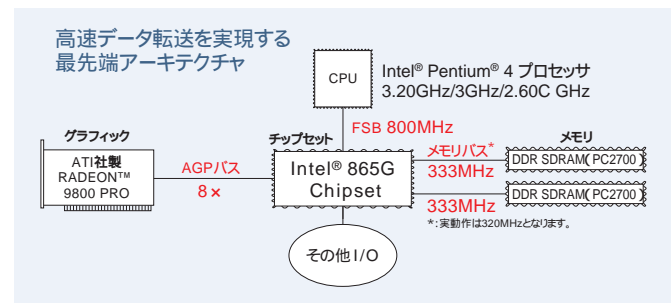 高速データ転送を実現する
最先端アーキテクチャ
CPU
Intel® Pentium® 4 プロセッサ
3.20GHz/3GHz/2.60C GHz
FSB 800MHz
グラフィック
ATI社製
RADEON™
9800 PRO
AGPバス
8×
チップセット
Intel® 865G
Chipset
メモリ
メモリバス*
333MHz
DDR SDRAM(PC2700)
333MHz
DDR SDRAM(PC2700)
*:実動作は320MHzとなります。
その他I/O